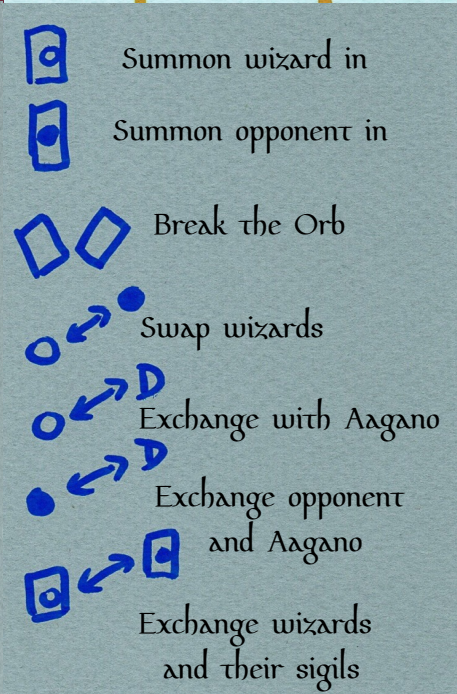 Summon wizard in
Summon opponent in
Break the Orb
Swap wizards
D
Exchange with Aagano
D
Exchange opponent
and Aagano
Exchange wizards
and their sigils